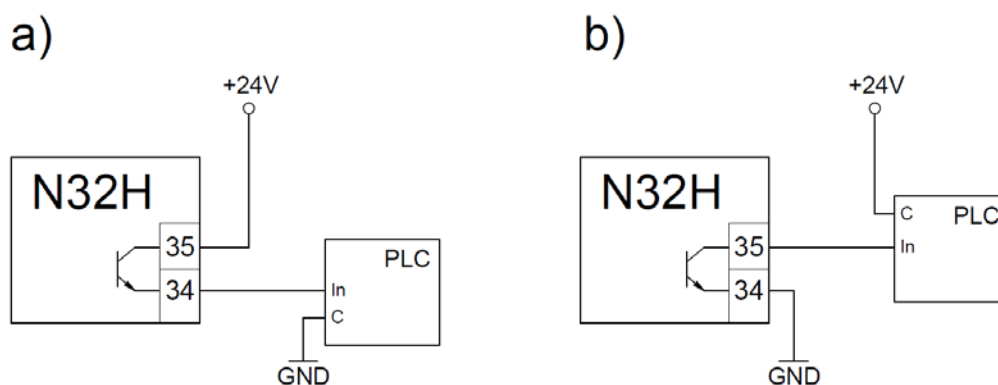 a)
+24V
N32H
35
34
PLC
In
C
GND
b)
+24V
N32H
35
34
C
PLC
In
GND